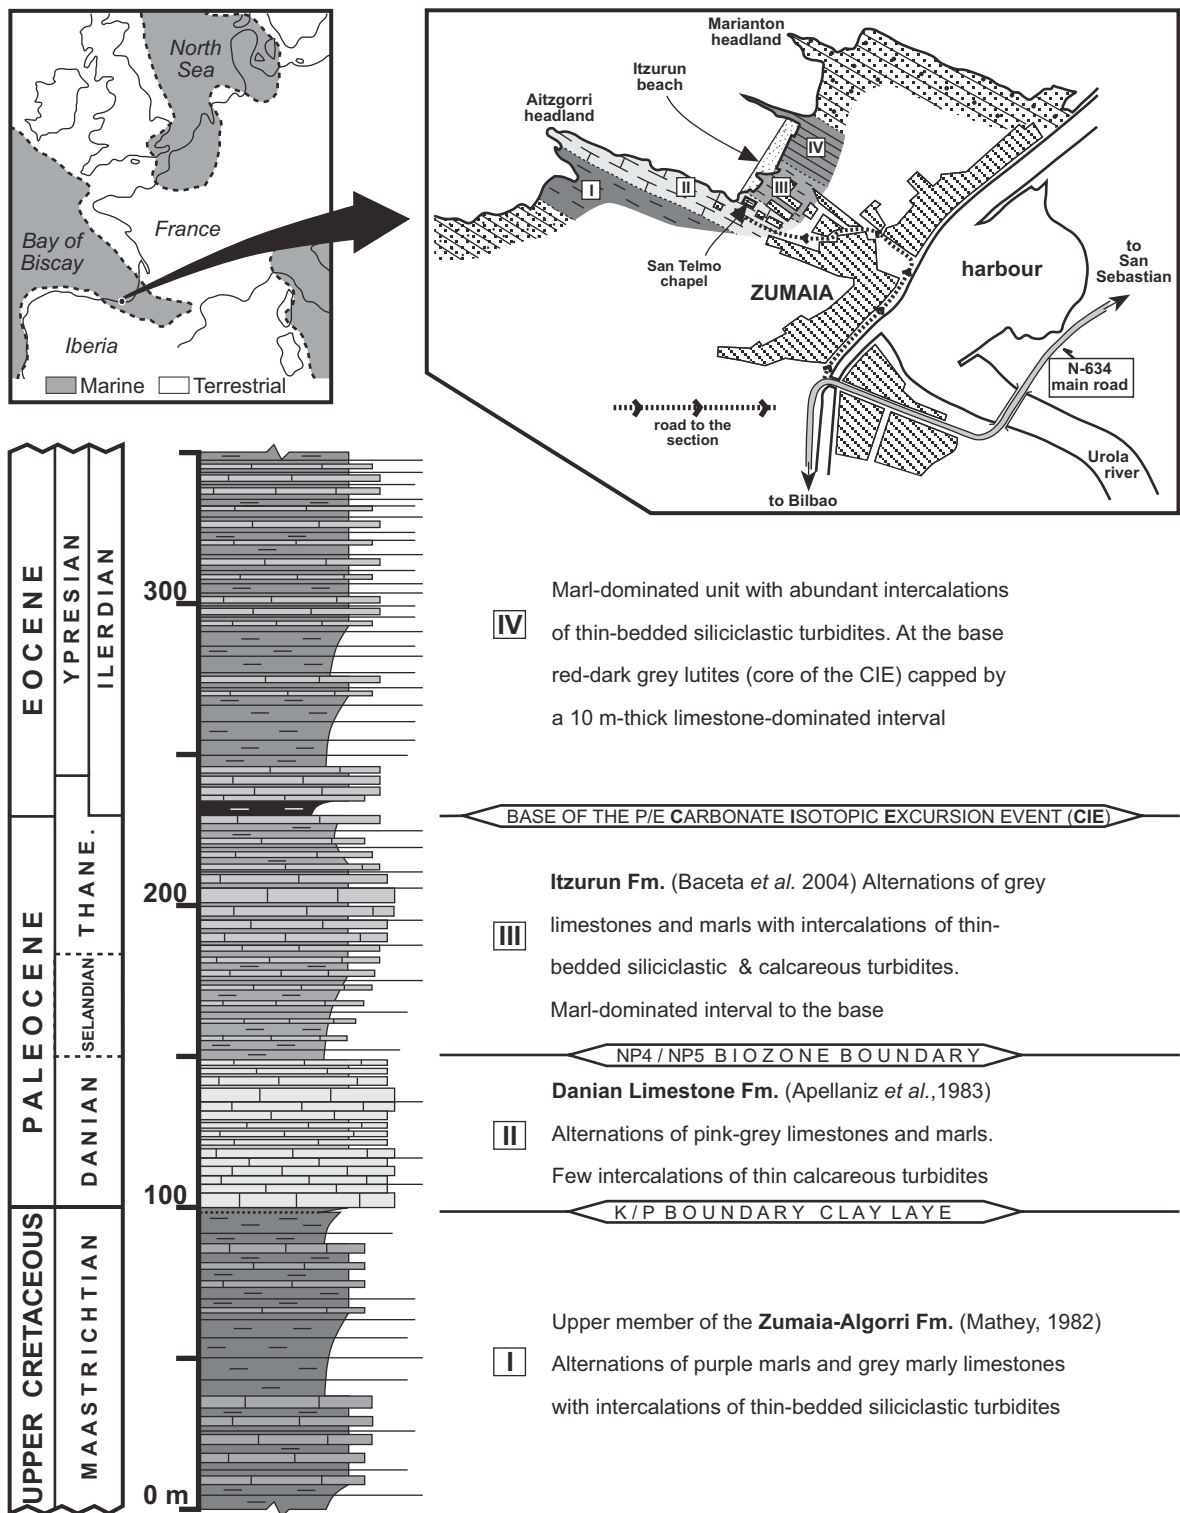 North
Sea
France
Bay of
Biscay
Iberia
Marine
Terrestrial
Marianton
headland
Itzurun
beach
Aitzgorri
headland
I
II
III
IV
San Telmo
chapel
ZUMAIA
harbour
to
San
Sebastian
N-634
main road
road to the
section
Urola
river
to Bilbao
EOCENE
YPRESIAN
ILERDIAN
PALEOCENE
THANE.
SELANDIAN
DANIAN
UPPER CRETACEOUS
MAASTRICHTIAN
300
200
100
0 m
IV
Marl-dominated unit with abundant intercalations
of thin-bedded siliciclastic turbidites. At the base
red-dark grey lutites (core of the CIE) capped by
a 10 m-thick limestone-dominated interval
BASE OF THE P/E CARBONATE ISOTOPIC EXCURSION EVENT (CIE)
III
Itzurun Fm. (Baceta et al. 2004) Alternations of grey
limestones and marls with intercalations of thin-
bedded siliciclastic & calcareous turbidites.
Marl-dominated interval to the base
NP4 / NP5 BIOZONE BOUNDARY
II
Danian Limestone Fm. (Apellaniz et al.,1983)
Alternations of pink-grey limestones and marls.
Few intercalations of thin calcareous turbidites
K / P BOUNDARY CLAY LAYE
I
Upper member of the Zumaia-Algorri Fm. (Mathey, 1982)
Alternations of purple marls and grey marly limestones
with intercalations of thin-bedded siliciclastic turbidites